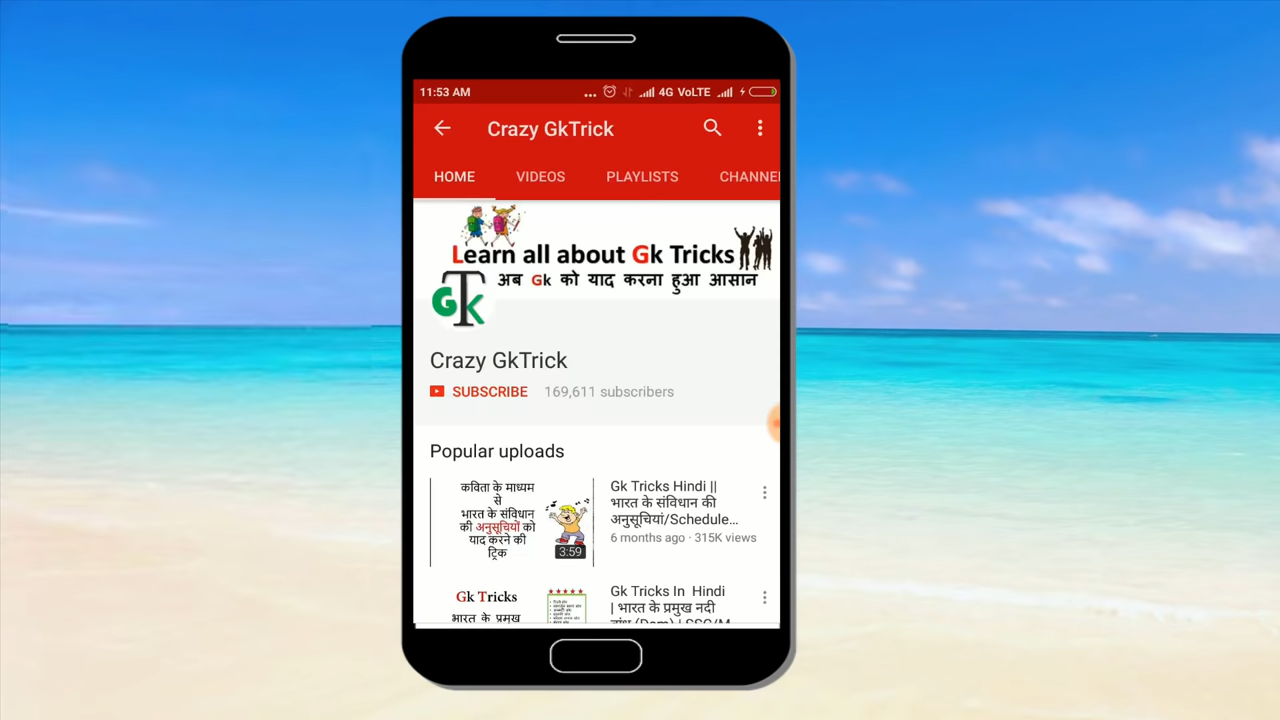 11:53 AM
4G VoLTE
Crazy GkTrick
HOME VIDEOS PLAYLISTS CHANNE
Learn all about Gk Tricks
अब Gk को याद करना हुआ आसान
GTK
Crazy GkTrick
SUBSCRIBE 169,611 subscribers
Popular uploads
कविता के माध्यम
से
भारत के संविधान
की अनुसूचियों को
याद करने की
ट्रिक
3:59
Gk Tricks Hindi ||
भारत के संविधान की
अनुसूचियां/Schedule...
6 months ago · 315K views
Gk Tricks
भारत के प्रमुख
Gk Tricks In Hindi
| भारत के प्रमुख नदी
बांध (Dam) | SSC/M